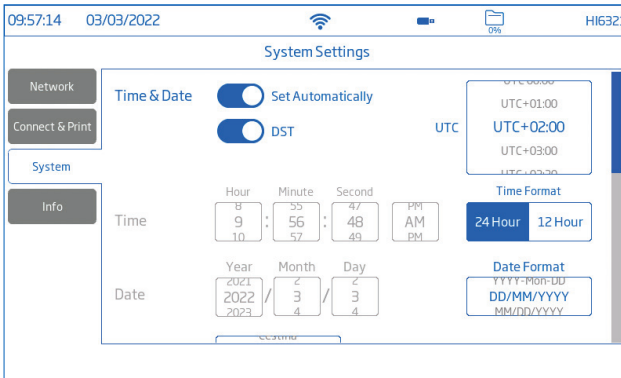 09:57:14 03/03/2022 0% HI632
System Settings
Network
Connect & Print
System
Info
Time & Date Set Automatically
DST
UTC
UTC+01:00
UTC+02:00
UTC+03:00
Time
Hour Minute Second
8 55 47 PM
9 : 56 : 48 AM
10 57 49 PM
Time Format
24 Hour 12 Hour
Date
Year Month Day
2021 2 2
2022 / 3 / 3
2023 4 4
Date Format
YYYY-Mon-DD
DD/MM/YYYY
MM/DD/YYYY